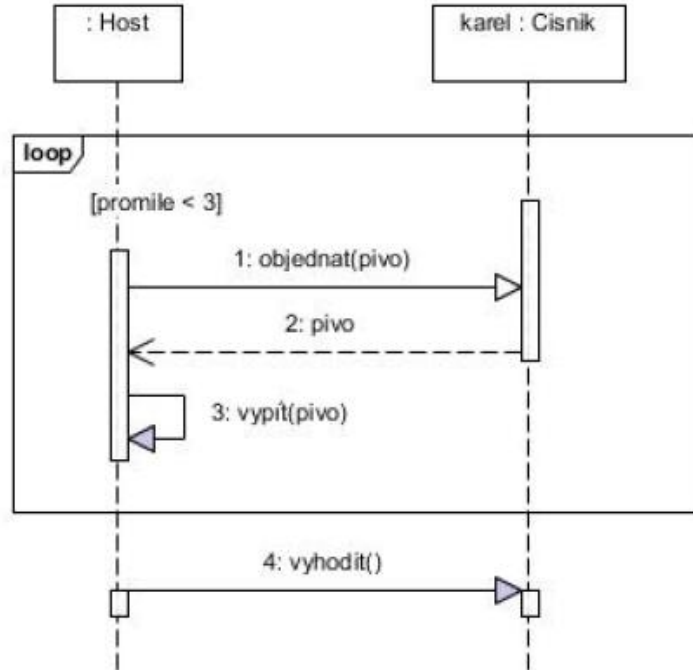 : Host
karel : Cisnik
loop
[promile < 3]
1: objednat(pivo)
2: pivo
3: vypít(pivo)
4: vyhodit()